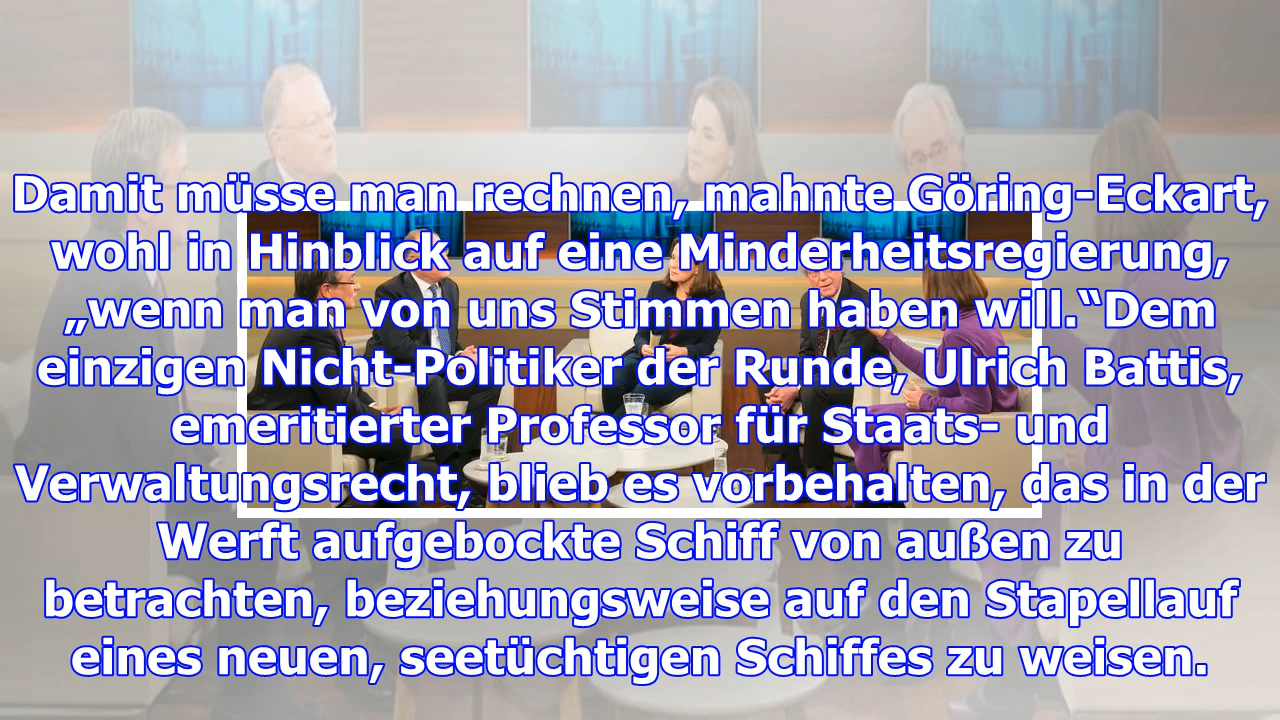 Damit müsse man rechnen, mahnte Göring-Eckart,
wohl in Hinblick auf eine Minderheitsregierung,
„wenn man von uns Stimmen haben will.“Dem
einzigen Nicht-Politiker der Runde, Ulrich Battis,
emeritierter Professor für Staats- und
Verwaltungsrecht, blieb es vorbehalten, das in der
Werft aufgebockte Schiff von außen zu
betrachten, beziehungsweise auf den Stapellauf
eines neuen, seetüchtigen Schiffes zu weisen.